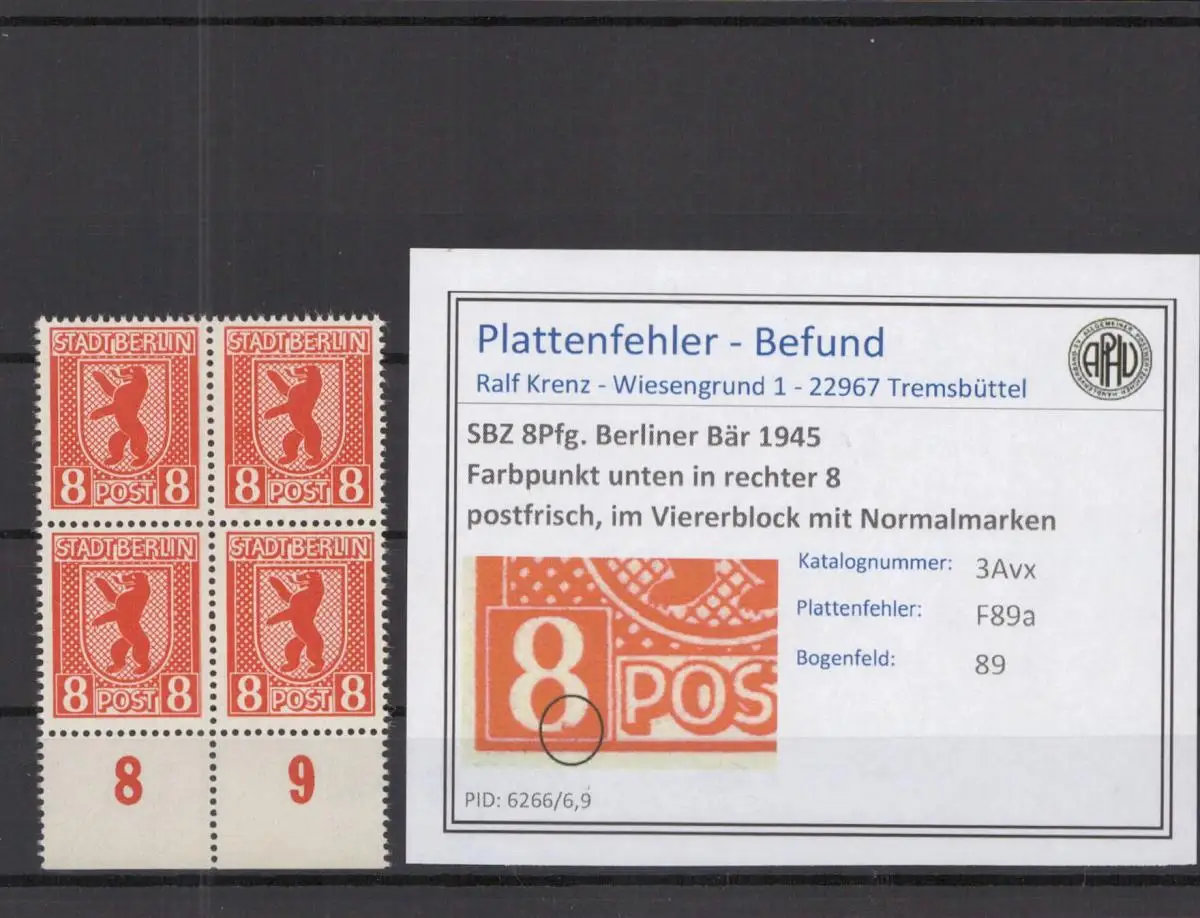 STADT BERLIN
STADT BERLIN
8 POST 8
8 POST 8
STADT BERLIN
STADT BERLIN
8 POST 8
8 POST 8
8
9
Plattenfehler - Befund
Ralf Krenz - Wiesengrund 1 - 22967 Tremsbüttel
APHV
SBZ 8Pfg. Berliner Bär 1945
Farbpunkt unten in rechter 8
postfrisch, im Viererblock mit Normalmarken
8 POS
Katalognummer: 3Avx
Plattenfehler: F89a
Bogenfeld: 89
PID: 6266/6,9